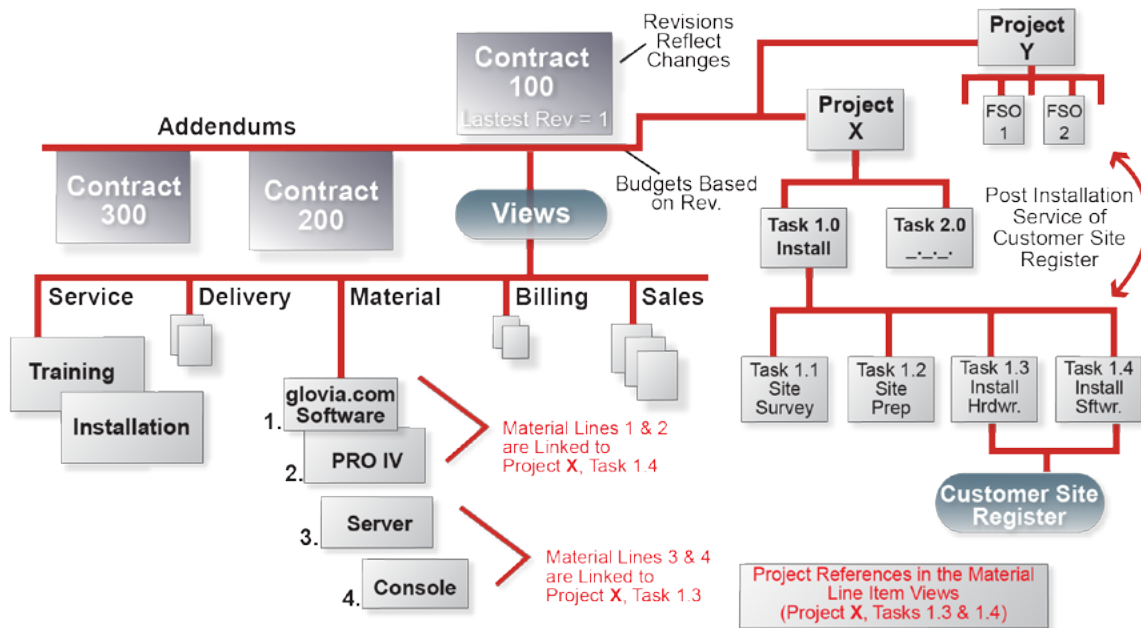 Contract
100
Lastest Rev = 1
Revisions
Reflect
Changes
Project
Y
FSO
1
FSO
2
Project
X
Addendums
Contract
300
Contract
200
Budgets Based
on Rev.
Views
Task 1.0
Install
Task 2.0
_._._.
Post Installation
Service of
Customer Site
Register
Service
Delivery
Material
Billing
Sales
Training
Installation
1.
glovia.com
Software
2.
PRO IV
3.
Server
4.
Console
Material Lines 1 & 2
are Linked to
Project X, Task 1.4
Material Lines 3 & 4
are Linked to
Project X, Task 1.3
Task 1.1
Site
Survey
Task 1.2
Site
Prep
Task 1.3
Install
Hrdwr.
Task 1.4
Install
Sftwr.
Customer Site
Register
Project References in the Material
Line Item Views
(Project X, Tasks 1.3 & 1.4)